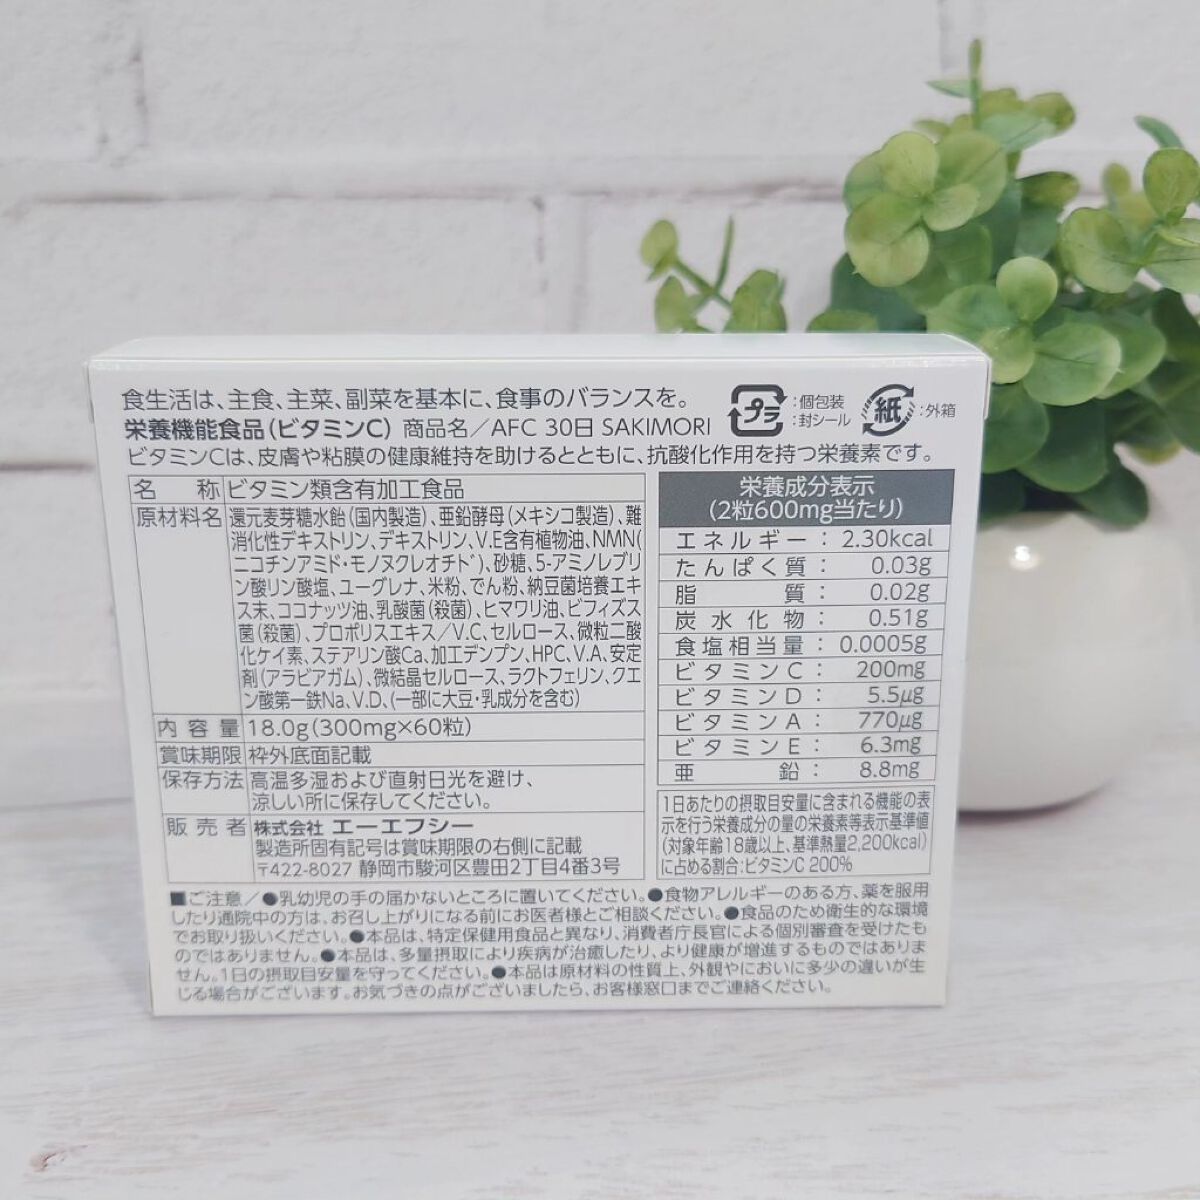 食生活は、主食、主菜、副菜を基本に、食事のバランスを。
プラ :個包装 :封シール
紙 :外箱
栄養機能食品(ビタミンC) 商品名/AFC 30日 SAKIMORI
ビタミンCは、皮膚や粘膜の健康維持を助けるとともに、抗酸化作用を持つ栄養素です。
名称 ビタミン類含有加工食品
原材料名 還元麦芽糖水飴(国内製造)、亜鉛酵母(メキシコ製造)、難
消化性デキストリン、デキストリン、V.E含有植物油、NMN(
ニコチンアミド・モノヌクレオチド)、砂糖、5-アミノレブリ
ン酸リン酸塩、ユーグレナ、米粉、でん粉、納豆菌培養エキ
ス末、ココナッツ油、乳酸菌(殺菌)、ヒマワリ油、ビフィズス
菌(殺菌)、プロポリスエキス/V.C、セルロース、微粒二酸
化ケイ素、ステアリン酸Ca、加工デンプン、HPC、V.A、安定
剤(アラビアガム)、微結晶セルロース、ラクトフェリン、クエ
ン酸第一鉄Na、V.D、(一部に大豆・乳成分を含む)
内容量 18.0g(300mg×60粒)
賞味期限 枠外底面記載
保存方法 高温多湿および直射日光を避け、
涼しい所に保存してください。
販売者 株式会社 エーエフシー
製造所固有記号は賞味期限の右側に記載
〒422-8027 静岡市駿河区豊田2丁目4番3号
栄養成分表示
(2粒600mg当たり)
エネルギー: 2.30kcal
たんぱく質: 0.03g
脂質: 0.02g
炭水化物: 0.51g
食塩相当量: 0.0005g
ビタミンC: 200mg
ビタミンD: 5.5μg
ビタミンA: 770μg
ビタミンE: 6.3mg
亜鉛: 8.8mg
1日あたりの摂取目安量に含まれる機能の表
示を行う栄養成分の量の栄養素等表示基準値
(対象年齢18歳以上、基準熱量2,200kcal)
に占める割合:ビタミンC 200%
■ご注意/●乳幼児の手の届かないところに置いてください。●食物アレルギーのある方、薬を服用
したり通院中の方は、お召し上がりになる前にお医者様とご相談ください。●食品のため衛生的な環境
でお取り扱いください。●本品は、特定保健用食品と異なり、消費者庁長官による個別審査を受けたも
のではありません。●本品は、多量摂取により疾病が治癒したり、より健康が増進するものではありま
せん。1日の摂取目安量を守ってください。●本品は原材料の性質上、外観やにおいに多少の違いが生
じる場合がございます。お気づきの点がございましたら、お客様窓口までご連絡ください。